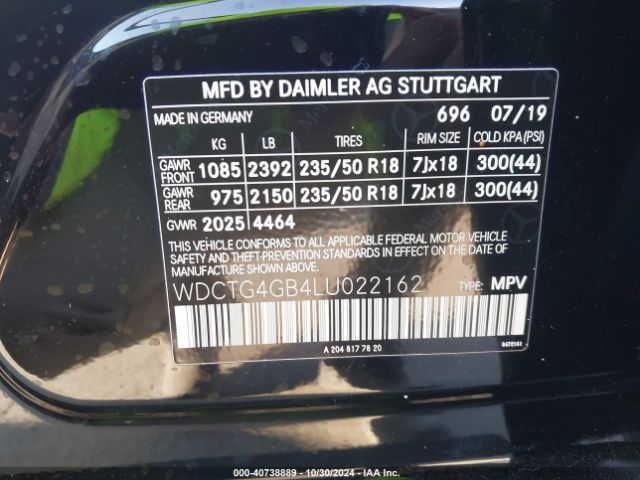 MFD BY DAIMLER AG STUTTGART
MADE IN GERMANY 696 07/19
KG LB TIRES RIM SIZE COLD KPA(PSI)
GAWR FRONT 1085 2392 235/50 R18 7Jx18 300(44)
GAWR REAR 975 2150 235/50 R18 7Jx18 300(44)
GVWR 2025 4464
THIS VEHICLE CONFORMS TO ALL APPLICABLE FEDERAL MOTOR VEHICLE
SAFETY AND THEFT PREVENTION STANDARDS IN EFFECT
ON THE DATE OF MANUFACTURE SHOWN ABOVE.
WDCTG4GB4LU022162 TYPE: MPV
A 204 817 78 20
000-40738889 - 10/30/2024 - IAA Inc.